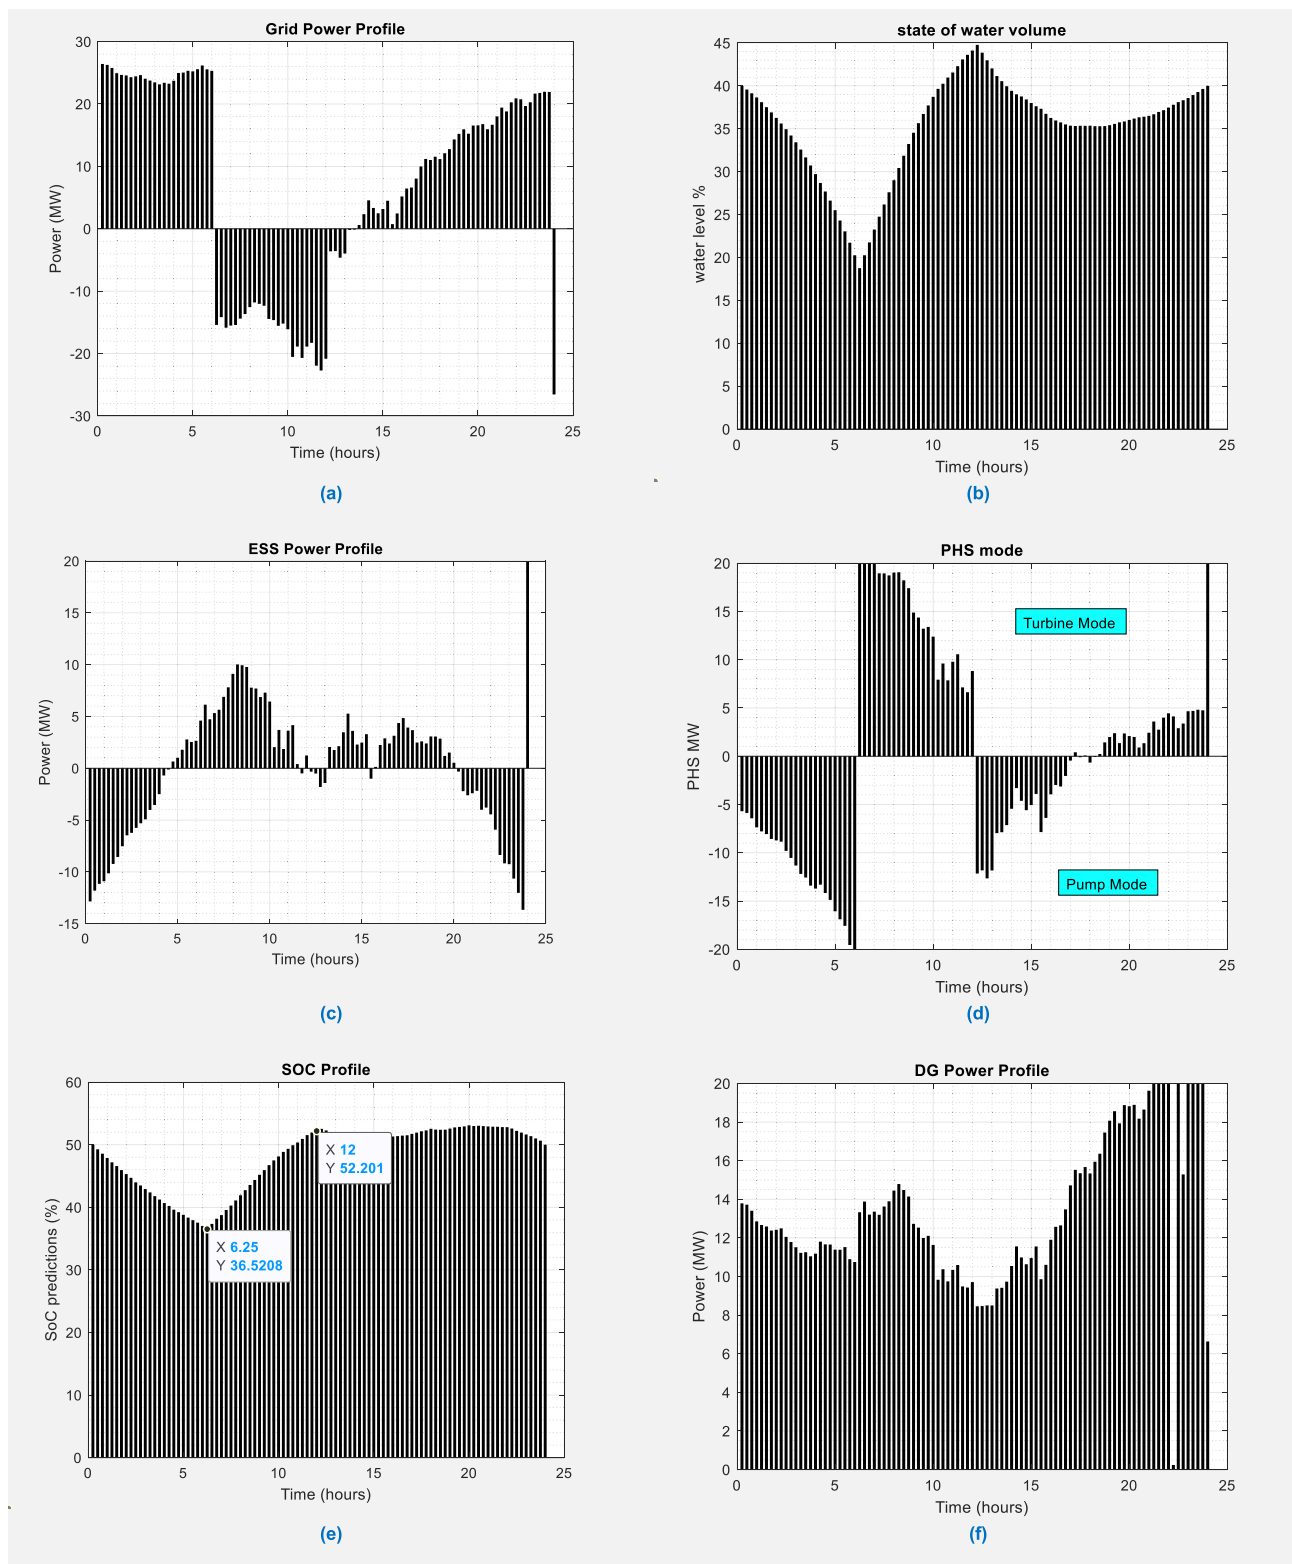 Grid Power Profile
30
20
10
0
-10
-20
-30
Power (MW)
0 5 10 15 20 25
Time (hours)
(a)
state of water volume
45
40
35
30
25
20
15
10
5
0
water level %
0 5 10 15 20 25
Time (hours)
(b)
ESS Power Profile
20
15
10
5
0
-5
-10
-15
Power (MW)
0 5 10 15 20 25
Time (hours)
(c)
PHS mode
20
15
10
5
0
-5
-10
-15
-20
PHS MW
Turbine Mode
Pump Mode
0 5 10 15 20 25
Time (hours)
(d)
SOC Profile
60
50
40
30
20
10
0
SoC predictions (%)
X 12
Y 52.201
X 6.25
Y 36.5208
0 5 10 15 20 25
Time (hours)
(e)
DG Power Profile
20
18
16
14
12
10
8
6
4
2
0
Power (MW)
0 5 10 15 20 25
Time (hours)
(f)